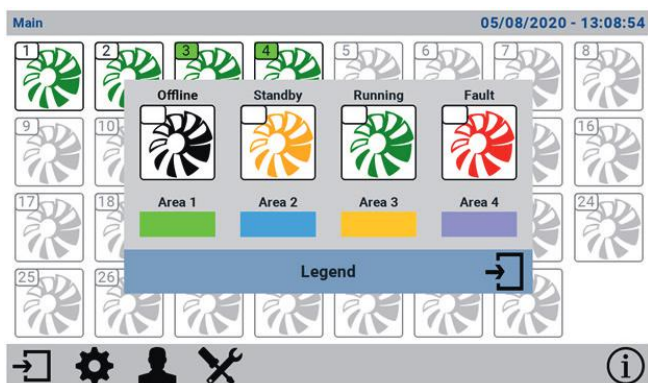 Main 05/08/2020 - 13:08:54
1 2 3 4 5 6 7 8
Offline Standby Running Fault
9 10 16
17 18 Area 1 Area 2 Area 3 Area 4 24
25 26 Legend
i